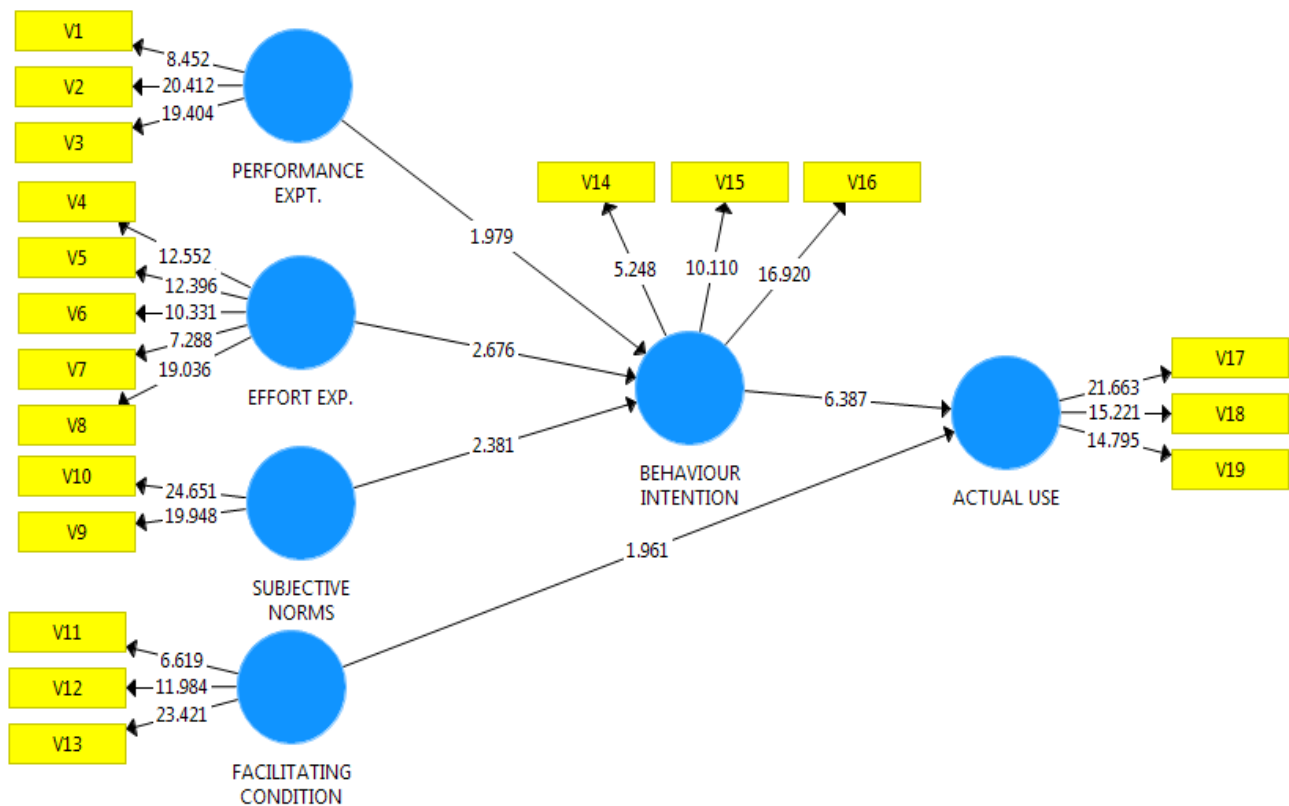 V1
8.452
V2
20.412
V3
19.404
PERFORMANCE
EXPT.
V4
12.552
V5
12.396
V6
10.331
V7
7.288
V8
19.036
EFFORT EXP.
V10
24.651
V9
19.948
SUBJECTIVE
NORMS
V11
6.619
V12
11.984
V13
23.421
FACILITATING
CONDITION
1.979
2.676
2.381
1.961
V14
V15
V16
5.248
10.110
16.920
BEHAVIOUR
INTENTION
6.387
ACTUAL USE
V17
21.663
V18
15.221
V19
14.795